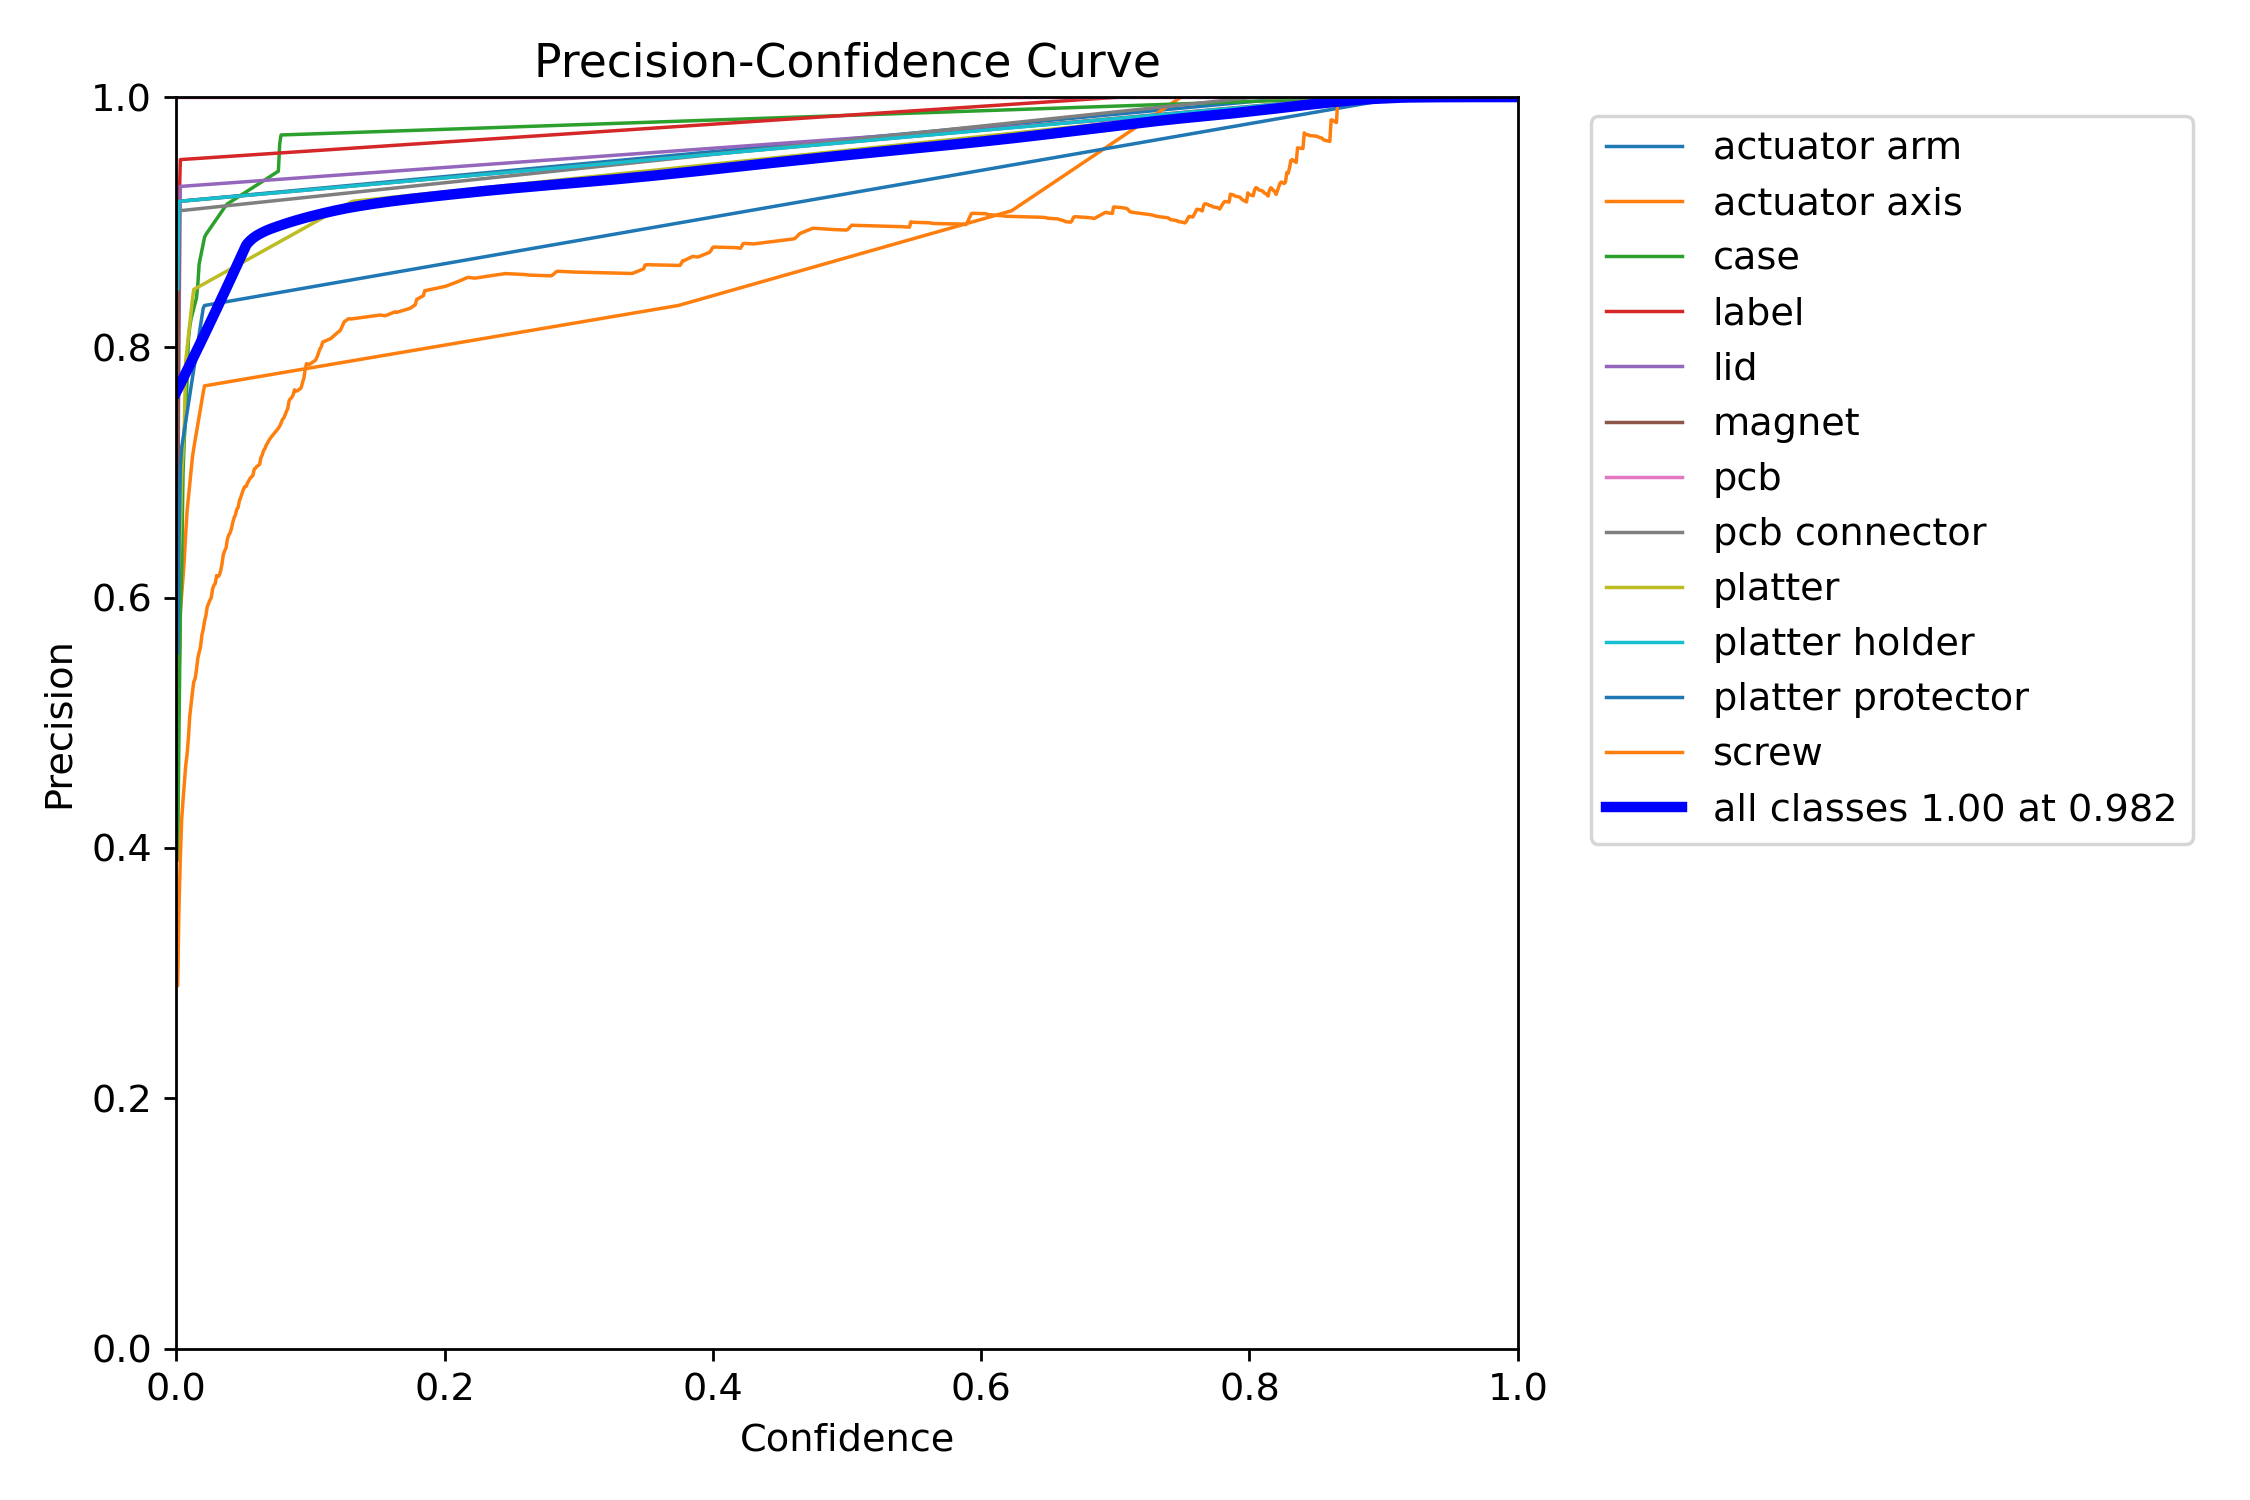 Precision-Confidence Curve
1.0
0.8
0.6
0.4
0.2
0.0
Precision
0.0 0.2 0.4 0.6 0.8 1.0
Confidence
actuator arm
actuator axis
case
label
lid
magnet
pcb
pcb connector
platter
platter holder
platter protector
screw
all classes 1.00 at 0.982